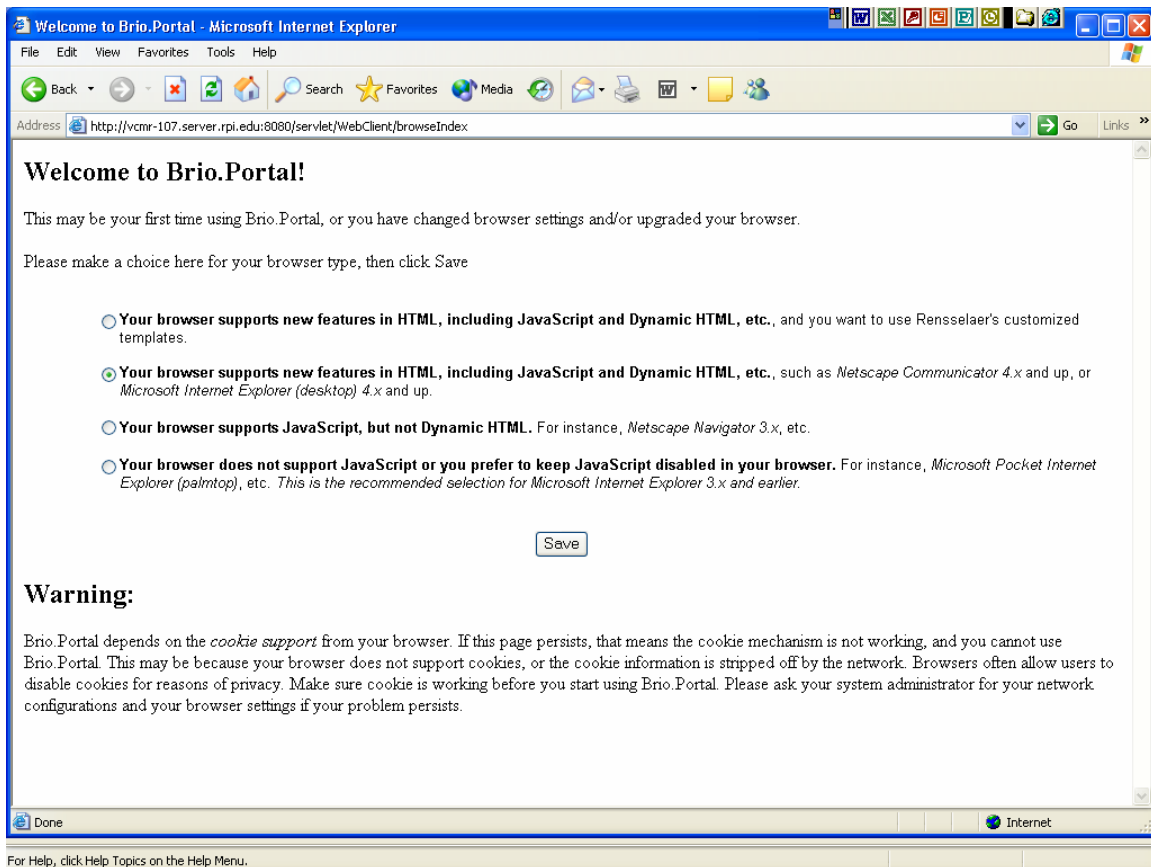 Welcome to Brio.Portal - Microsoft Internet Explorer
File Edit View Favorites Tools Help
Back Search Favorites Media
Address http://vcmr-107.server.rpi.edu:8080/servlet/WebClient/browseIndex Go Links »
Welcome to Brio.Portal!
This may be your first time using Brio.Portal, or you have changed browser settings and/or upgraded your browser.
Please make a choice here for your browser type, then click Save
Your browser supports new features in HTML, including JavaScript and Dynamic HTML, etc., and you want to use Rensselaer's customized
templates.
Your browser supports new features in HTML, including JavaScript and Dynamic HTML, etc., such as Netscape Communicator 4.x and up, or
Microsoft Internet Explorer (desktop) 4.x and up.
Your browser supports JavaScript, but not Dynamic HTML. For instance, Netscape Navigator 3.x, etc.
Your browser does not support JavaScript or you prefer to keep JavaScript disabled in your browser. For instance, Microsoft Pocket Internet
Explorer (palmtop), etc. This is the recommended selection for Microsoft Internet Explorer 3.x and earlier.
Save
Warning:
Brio.Portal depends on the cookie support from your browser. If this page persists, that means the cookie mechanism is not working, and you cannot use
Brio.Portal. This may be because your browser does not support cookies, or the cookie information is stripped off by the network. Browsers often allow users to
disable cookies for reasons of privacy. Make sure cookie is working before you start using Brio.Portal. Please ask your system administrator for your network
configurations and your browser settings if your problem persists.
Done Internet
For Help, click Help Topics on the Help Menu.